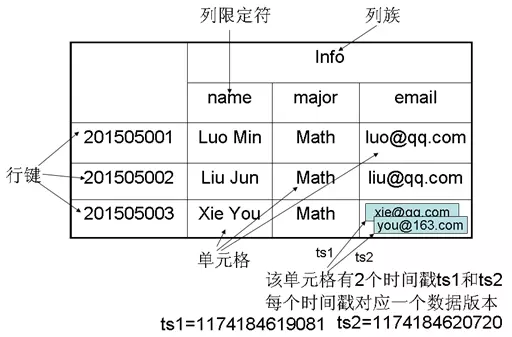 列限定符 列族
Info
name major email
201505001 Luo Min Math luo@qq.com
行键 201505002 Liu Jun Math liu@qq.com
201505003 Xie You Math xie@qq.com
you@163.com
ts1 ts2
单元格
该单元格有2个时间戳ts1和ts2
每个时间戳对应一个数据版本
ts1=1174184619081 ts2=1174184620720